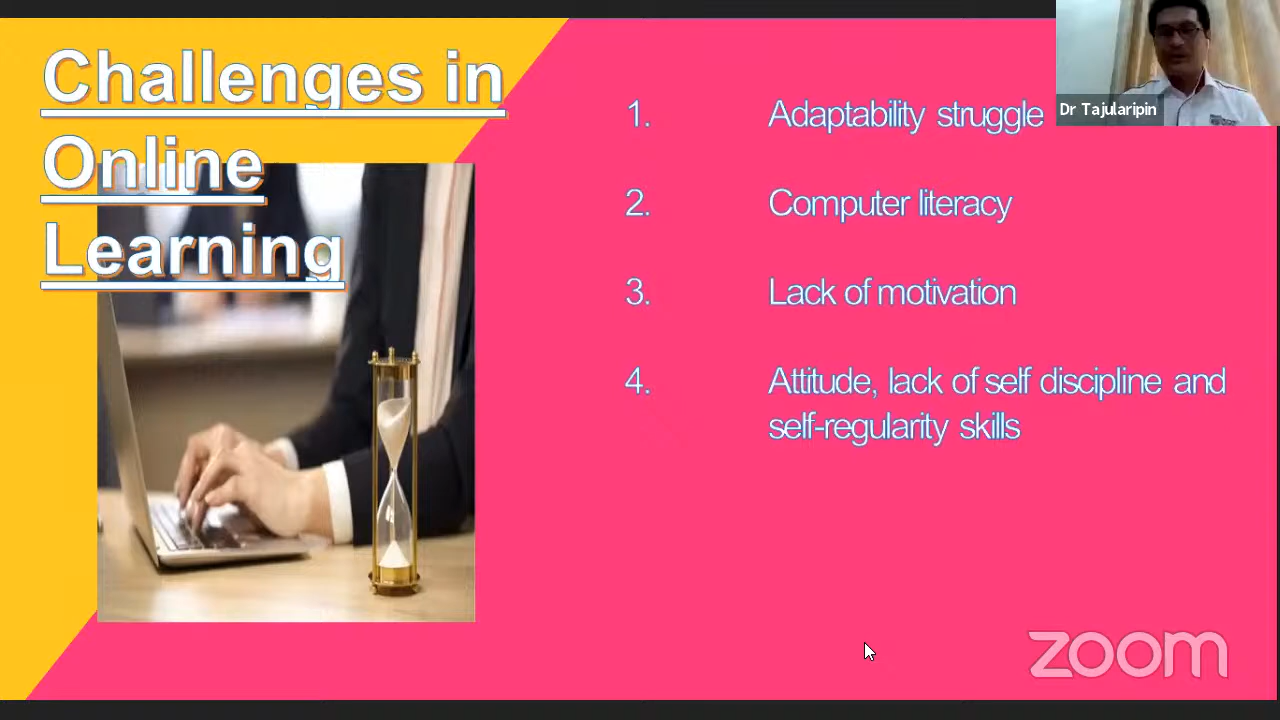 Challenges in
Online
Learning
1. Adaptability struggle
2. Computer literacy
3. Lack of motivation
4. Attitude, lack of self discipline and
self-regularity skills
Dr Tajularipin
zoom